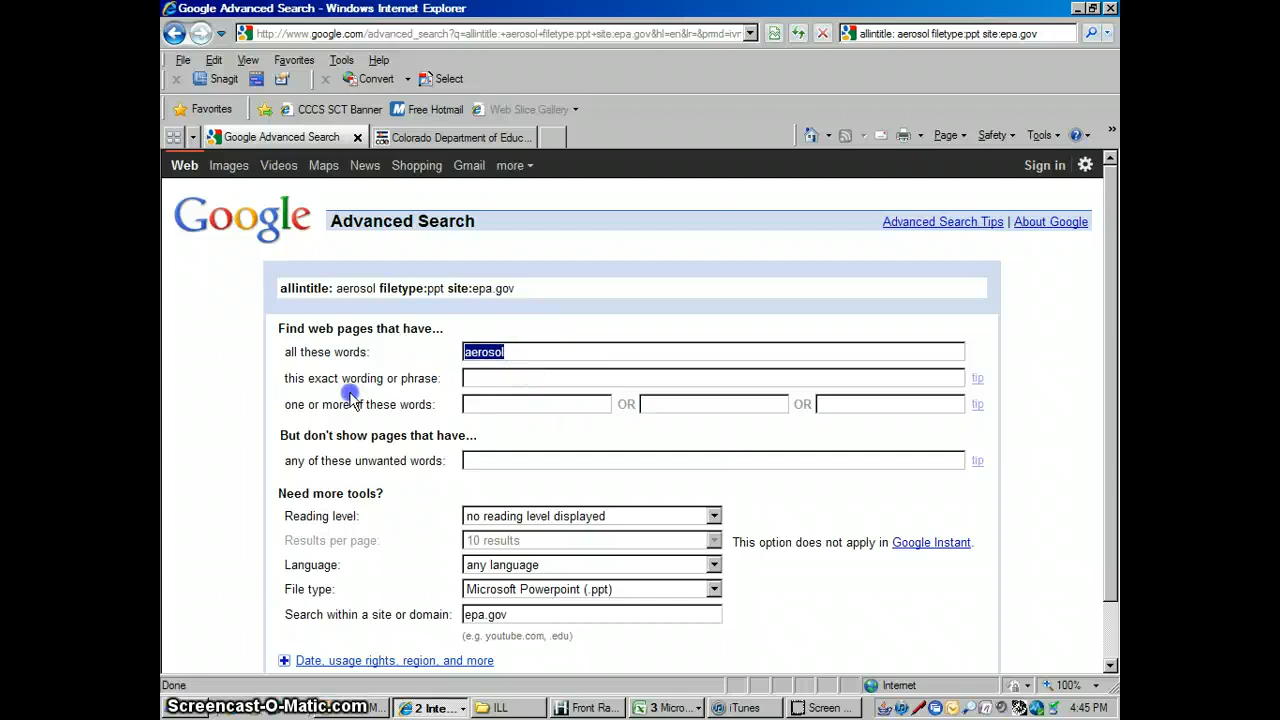 Google Advanced Search - Windows Internet Explorer
http://www.google.com/advanced_search?q=allintitle:+aerosol+filetype:ppt+site:epa.gov&hl=en&lr=&prmd=ivnr
allintitle: aerosol filetype:ppt site:epa.gov
File Edit View Favorites Tools Help
Snagit Convert Select
Favorites CCCS SCT Banner Free Hotmail Web Slice Gallery
Google Advanced Search Colorado Department of Educ... Page Safety Tools
Web Images Videos Maps News Shopping Gmail more Sign in
Google Advanced Search Advanced Search Tips | About Google
allintitle: aerosol filetype:ppt site:epa.gov
Find web pages that have...
all these words: aerosol
this exact wording or phrase: tip
one or more of these words: OR OR tip
But don't show pages that have...
any of these unwanted words: tip
Need more tools?
Reading level: no reading level displayed
Results per page: 10 results This option does not apply in Google Instant.
Language: any language
File type: Microsoft Powerpoint (.ppt)
Search within a site or domain: epa.gov
(e.g. youtube.com, .edu)
Date, usage rights, region, and more
Done Internet 100%
Screencast-O-Matic.com 2 Inte... ILL Front Ra... 3 Micro... iTunes Screen ... 4:45 PM